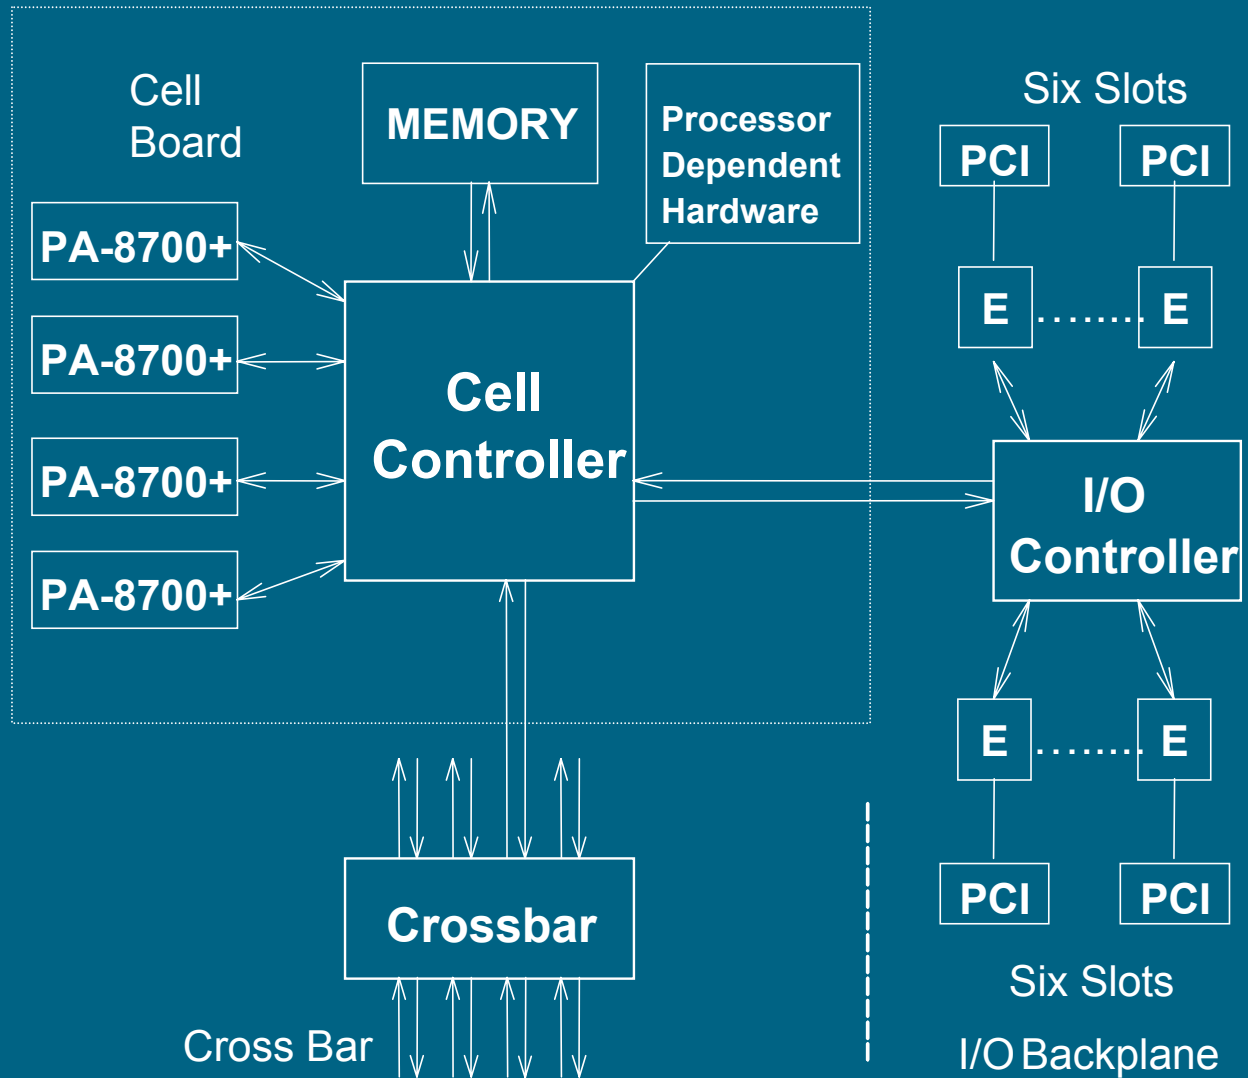 Cell
Board
MEMORY
Processor
Dependent
Hardware
Six Slots
PCI
PCI
PA-8700+
PA-8700+
PA-8700+
PA-8700+
E ........ E
Cell
Controller
I/O
Controller
E ........ E
PCI
PCI
Crossbar
Six Slots
Cross Bar
I/O Backplane